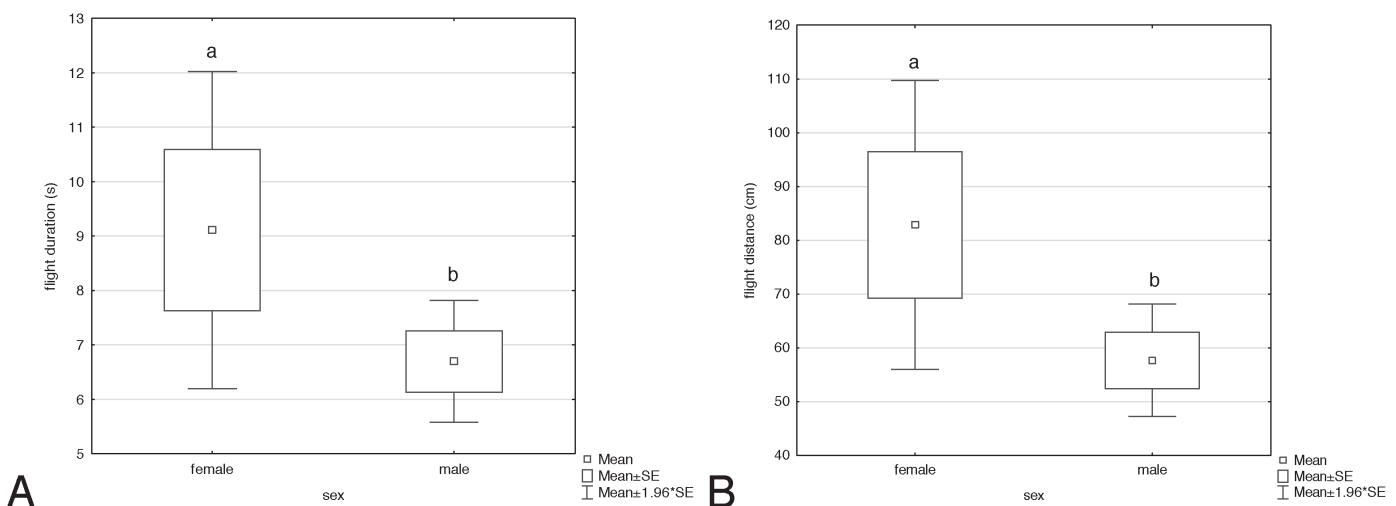 13
12
11
10
9
8
7
6
5
flight duration (s)
a
b
female
male
sex
Mean
Mean±SE
Mean±1.96*SE
A
120
110
100
90
80
70
60
50
40
flight distance (cm)
a
b
female
male
sex
Mean
Mean±SE
Mean±1.96*SE
B